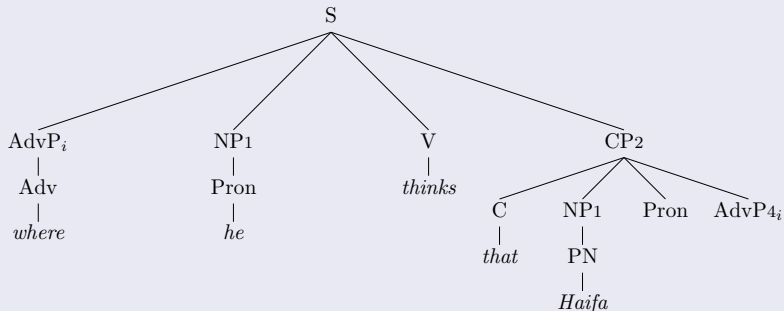 S
AdvPᵢ NP1 V CP2
Adv Pron thinks C NP1 Pron AdvP4ᵢ
where he that PN
Haifa